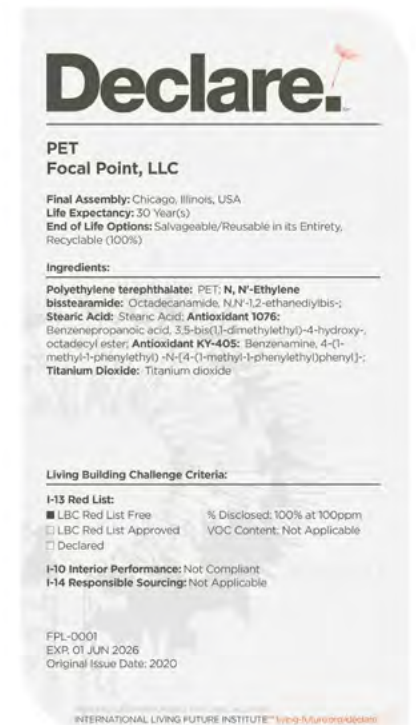 Declare.
PET
Focal Point, LLC
Final Assembly: Chicago, Illinois, USA
Life Expectancy: 30 Year(s)
End of Life Options: Salvageable/Reusable in its Entirety,
Recyclable (100%)
Ingredients:
Polyethylene terephthalate: PET; N, N'-Ethylene
bisstearamide: Octadecanamide, N,N'-1,2-ethanediylbis-;
Stearic Acid: Stearic Acid; Antioxidant 1076:
Benzenepropanoic acid, 3,5-bis(1,1-dimethylethyl)-4-hydroxy-,
octadecyl ester; Antioxidant KY-405: Benzenamine, 4-(1-
methyl-1-phenylethyl) -N-[4-(1-methyl-1-phenylethyl)phenyl]-;
Titanium Dioxide: Titanium dioxide
Living Building Challenge Criteria:
I-13 Red List:
■ LBC Red List Free % Disclosed: 100% at 100ppm
□ LBC Red List Approved VOC Content: Not Applicable
□ Declared
I-10 Interior Performance: Not Compliant
I-14 Responsible Sourcing: Not Applicable
FPL-0001
EXP. 01 JUN 2026
Original Issue Date: 2020
INTERNATIONAL LIVING FUTURE INSTITUTE™ living-future.org/declare